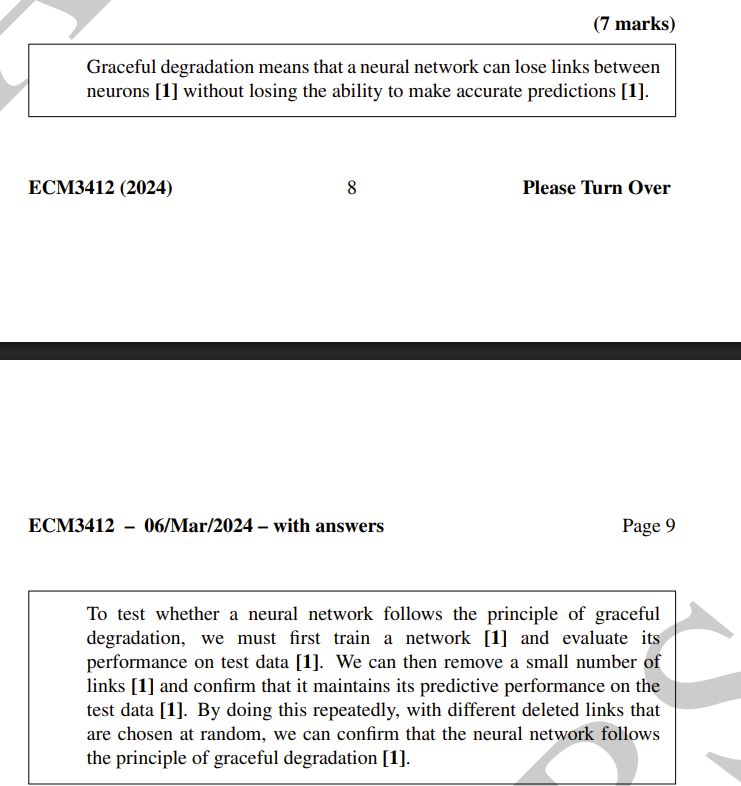 (7 marks)
Graceful degradation means that a neural network can lose links between
neurons [1] without losing the ability to make accurate predictions [1].
ECM3412 (2024) 8 Please Turn Over
ECM3412 – 06/Mar/2024 – with answers Page 9
To test whether a neural network follows the principle of graceful
degradation, we must first train a network [1] and evaluate its
performance on test data [1]. We can then remove a small number of
links [1] and confirm that it maintains its predictive performance on the
test data [1]. By doing this repeatedly, with different deleted links that
are chosen at random, we can confirm that the neural network follows
the principle of graceful degradation [1].